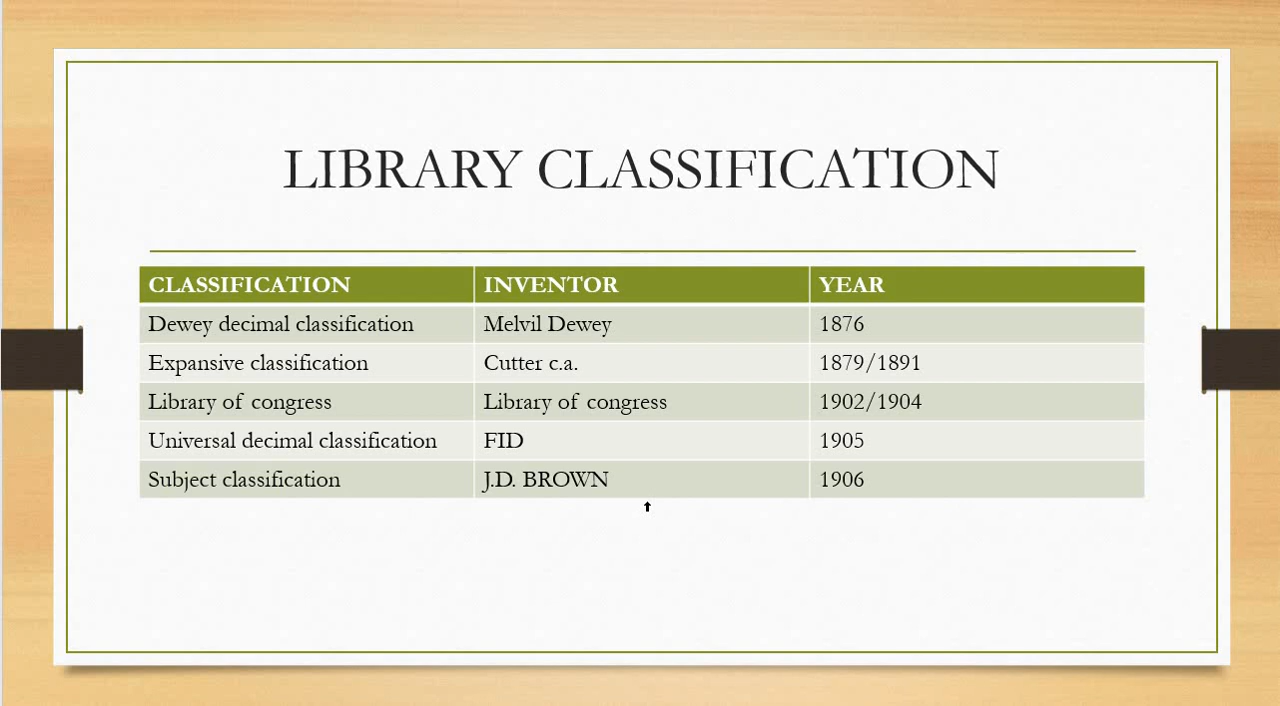 LIBRARY CLASSIFICATION
CLASSIFICATION INVENTOR YEAR
Dewey decimal classification Melvil Dewey 1876
Expansive classification Cutter c.a. 1879/1891
Library of congress Library of congress 1902/1904
Universal decimal classification FID 1905
Subject classification J.D. BROWN 1906